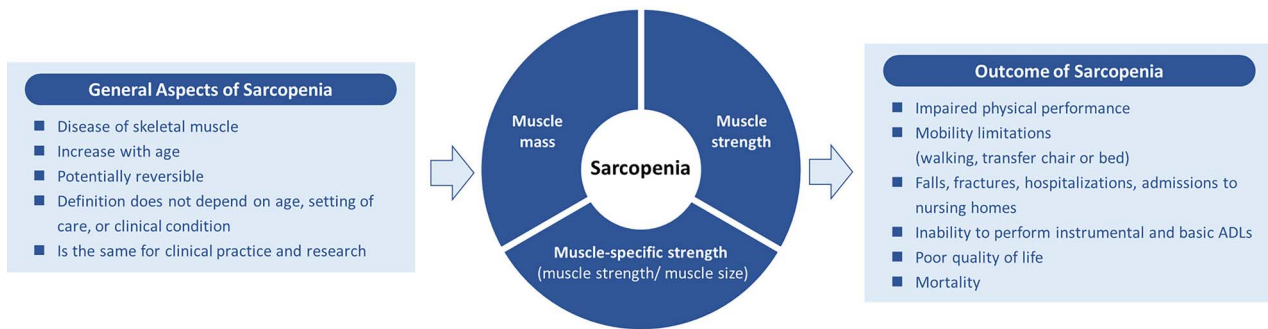 General Aspects of Sarcopenia
Disease of skeletal muscle
Increase with age
Potentially reversible
Definition does not depend on age, setting of
care, or clinical condition
Is the same for clinical practice and research
Muscle
mass
Muscle
strength
Sarcopenia
Muscle-specific strength
(muscle strength/ muscle size)
Outcome of Sarcopenia
Impaired physical performance
Mobility limitations
(walking, transfer chair or bed)
Falls, fractures, hospitalizations, admissions to
nursing homes
Inability to perform instrumental and basic ADLs
Poor quality of life
Mortality